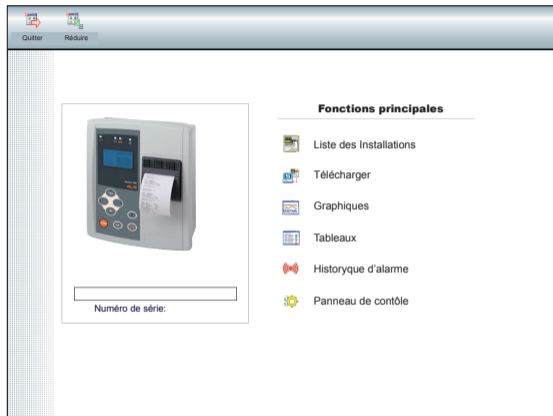 Quitter Réduire
Fonctions principales
Liste des Installations
Télécharger
Graphiques
Tableaux
Historyque d'alarme
Panneau de contôle
Numéro de série: